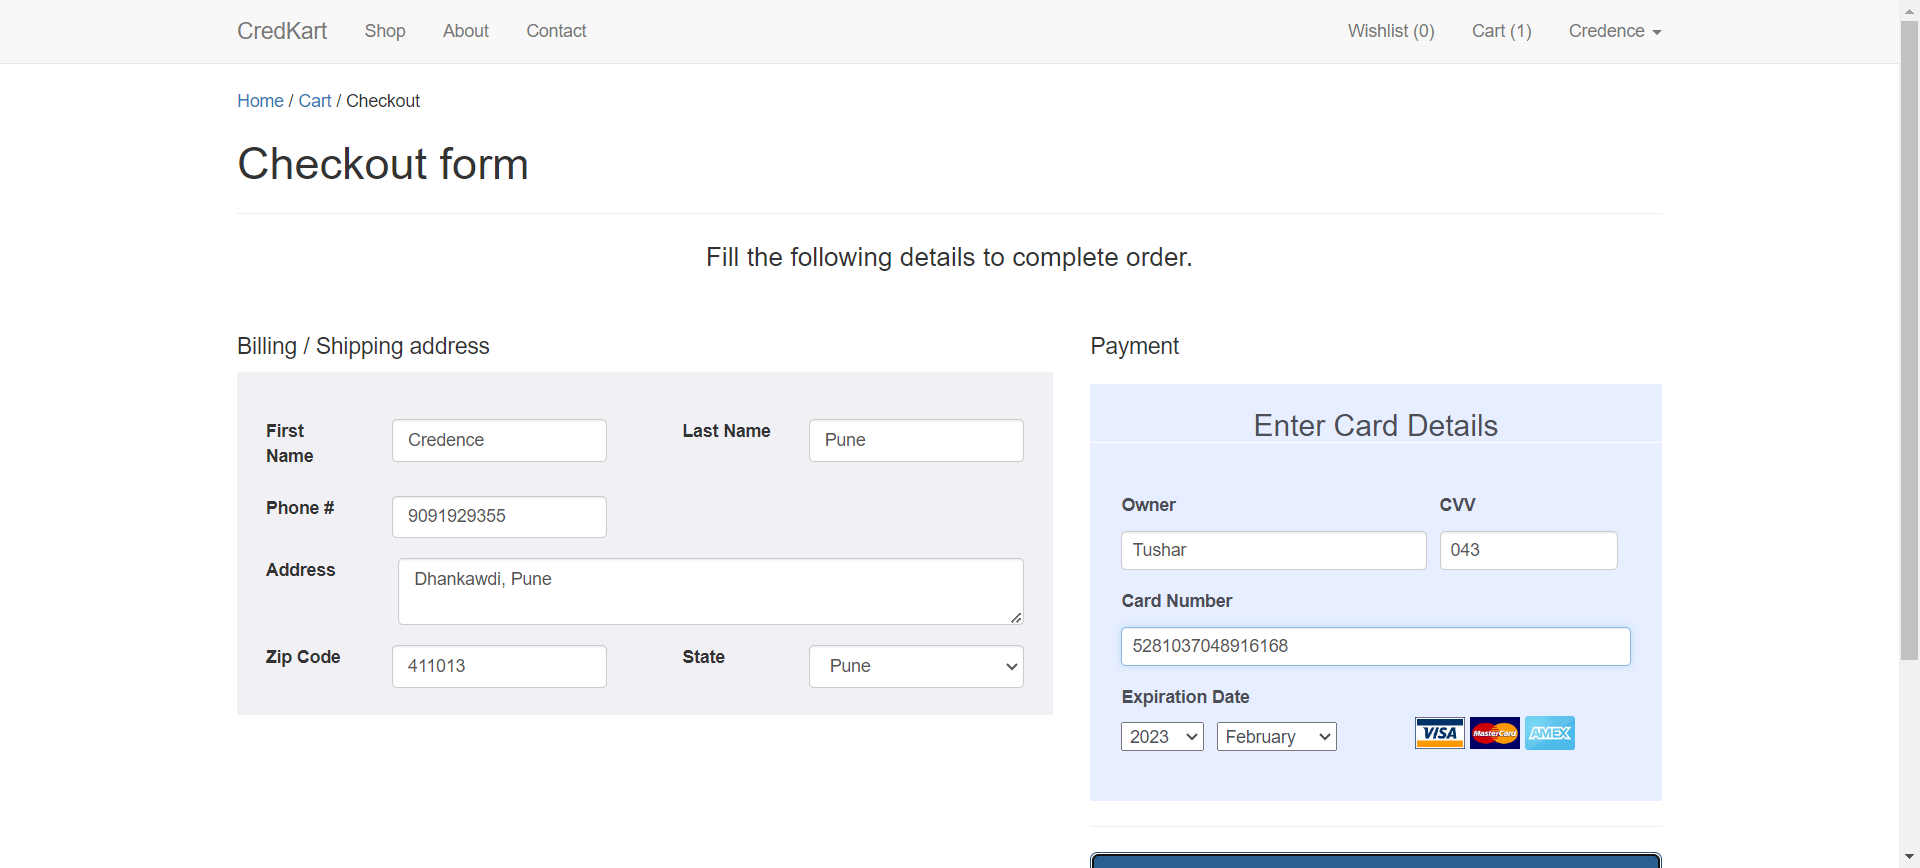 CredKart Shop About Contact Wishlist (0) Cart (1) Credence
Home / Cart / Checkout
Checkout form
Fill the following details to complete order.
Billing / Shipping address
First Name Credence Last Name Pune
Phone # 9091929355
Address Dhankawdi, Pune
Zip Code 411013 State Pune
Payment
Enter Card Details
Owner CVV
Tushar 043
Card Number
5281037048916168
Expiration Date
2023 February VISA MasterCard AMEX